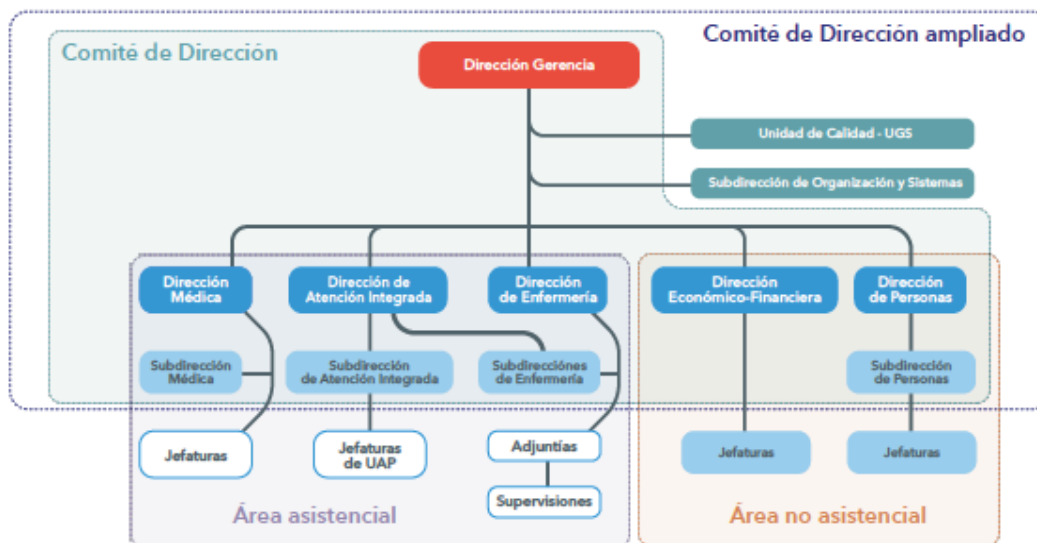 Comité de Dirección ampliado
Comité de Dirección
Dirección Gerencia
Unidad de Calidad - UGS
Subdirección de Organización y Sistemas
Dirección
Médica
Dirección de
Atención Integrada
Dirección
de Enfermería
Dirección
Económico-Financiera
Dirección
de Personas
Subdirección
Médica
Subdirección
de Atención Integrada
Subdirecciónes
de Enfermería
Subdirección
de Personas
Jefaturas
Jefaturas
de UAP
Adjuntías
Jefaturas
Jefaturas
Supervisiones
Área asistencial
Área no asistencial